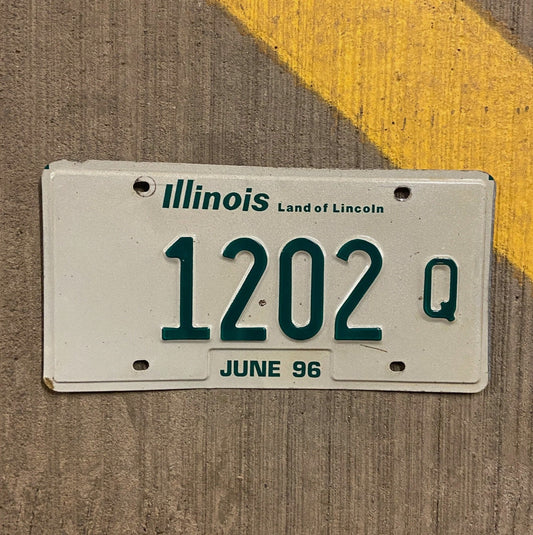 Illinois Land of Lincoln
1202 Q
JUNE 96